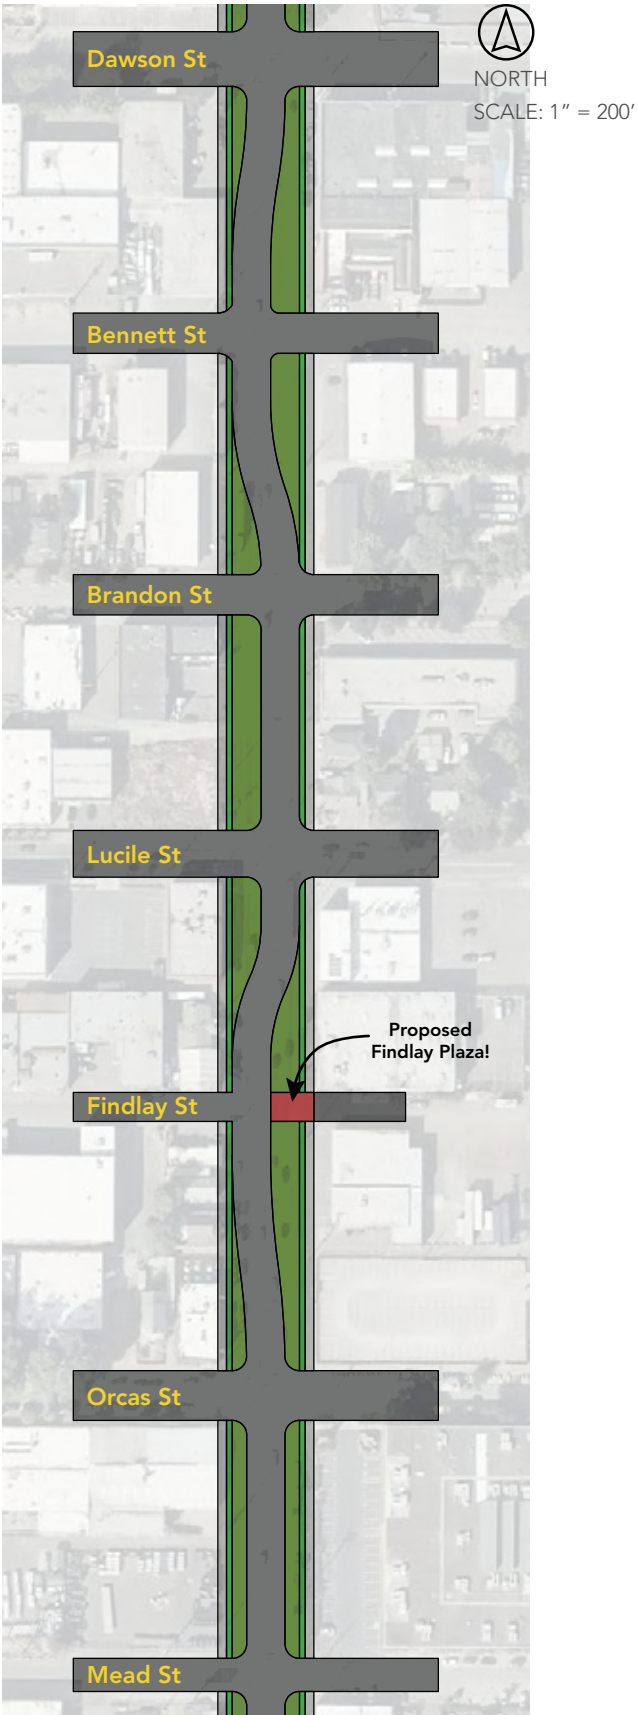 Dawson St
NORTH
SCALE: 1” = 200’
Bennett St
Brandon St
Lucile St
Proposed
Findlay Plaza!
Findlay St
Orcas St
Mead St